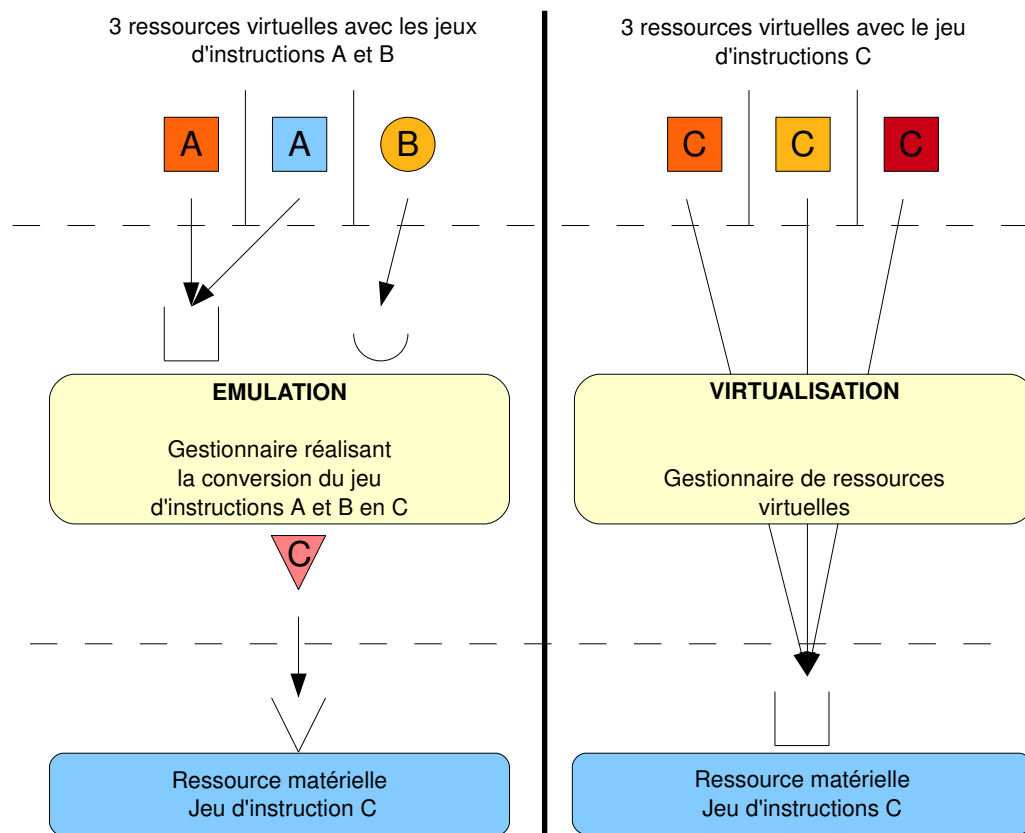 3 ressources virtuelles avec les jeux
d'instructions A et B
A
A
B
EMULATION
Gestionnaire réalisant
la conversion du jeu
d'instructions A et B en C
C
Ressource matérielle
Jeu d'instruction C
3 ressources virtuelles avec le jeu
d'instructions C
C
C
C
VIRTUALISATION
Gestionnaire de ressources
virtuelles
Ressource matérielle
Jeu d'instructions C